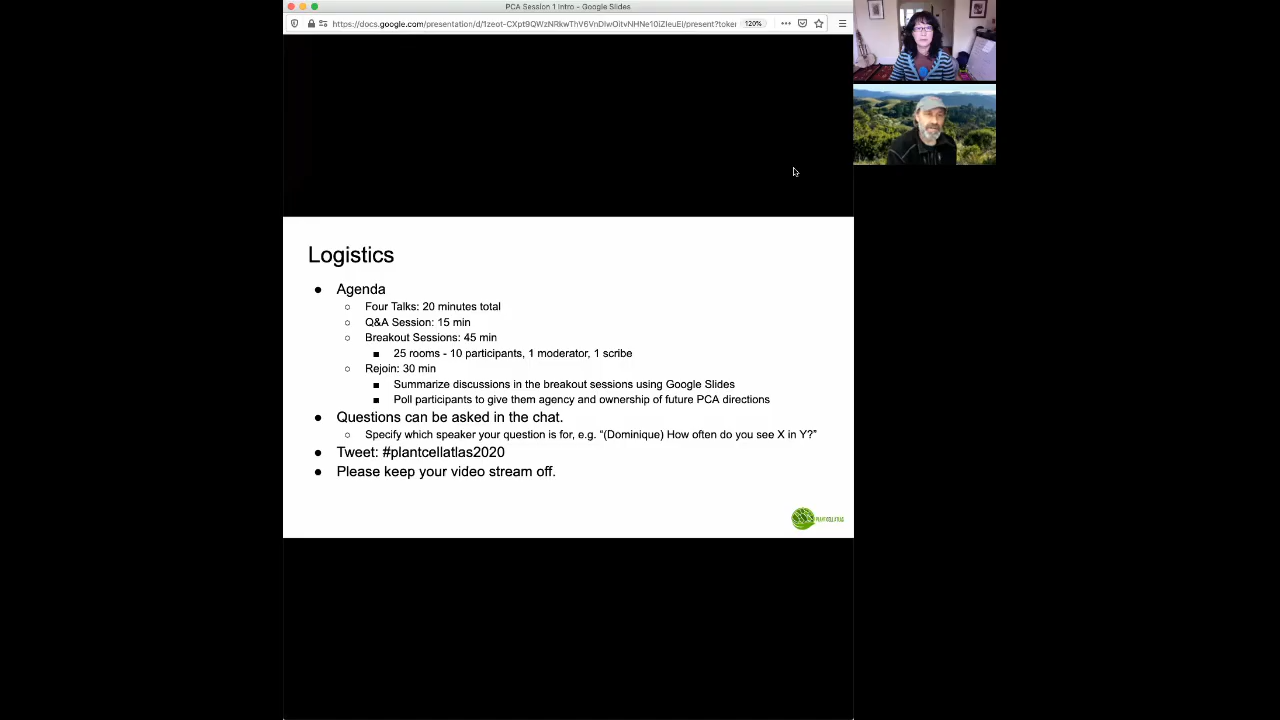 PCA Session 1 Intro - Google Slides
120%
Logistics
● Agenda
○ Four Talks: 20 minutes total
○ Q&A Session: 15 min
○ Breakout Sessions: 45 min
■ 25 rooms - 10 participants, 1 moderator, 1 scribe
○ Rejoin: 30 min
■ Summarize discussions in the breakout sessions using Google Slides
■ Poll participants to give them agency and ownership of future PCA directions
● Questions can be asked in the chat.
○ Specify which speaker your question is for, e.g. “(Dominique) How often do you see X in Y?”
● Tweet: #plantcellatlas2020
● Please keep your video stream off.
PLANT CELL ATLAS